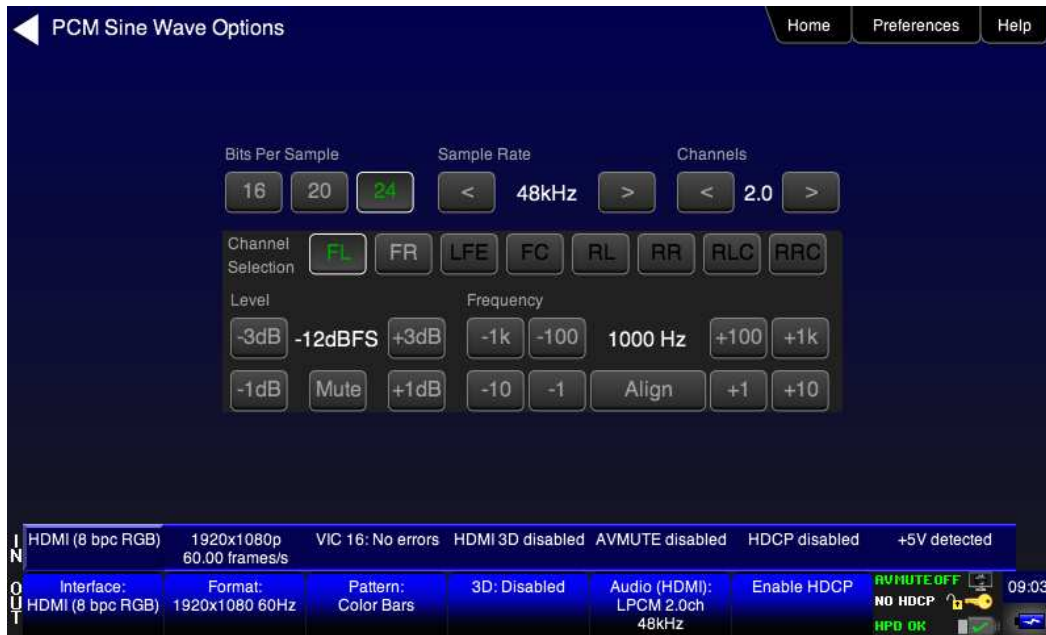 PCM Sine Wave Options
Home Preferences Help
Bits Per Sample Sample Rate Channels
16 20 24 < 48kHz > < 2.0 >
Channel
Selection
FL FR LFE FC RL RR RLC RRC
Level Frequency
-3dB -12dBFS +3dB -1k -100 1000 Hz +100 +1k
-1dB Mute +1dB -10 -1 Align +1 +10
IN
HDMI (8 bpc RGB)
1920x1080p
60.00 frames/s
VIC 16: No errors
HDMI 3D disabled
AVMUTE disabled
HDCP disabled
+5V detected
OUT
Interface:
HDMI (8 bpc RGB)
Format:
1920x1080 60Hz
Pattern:
Color Bars
3D: Disabled
Audio (HDMI):
LPCM 2.0ch
48kHz
Enable HDCP
AVMUTE OFF
NO HDCP
HPD OK
09:03